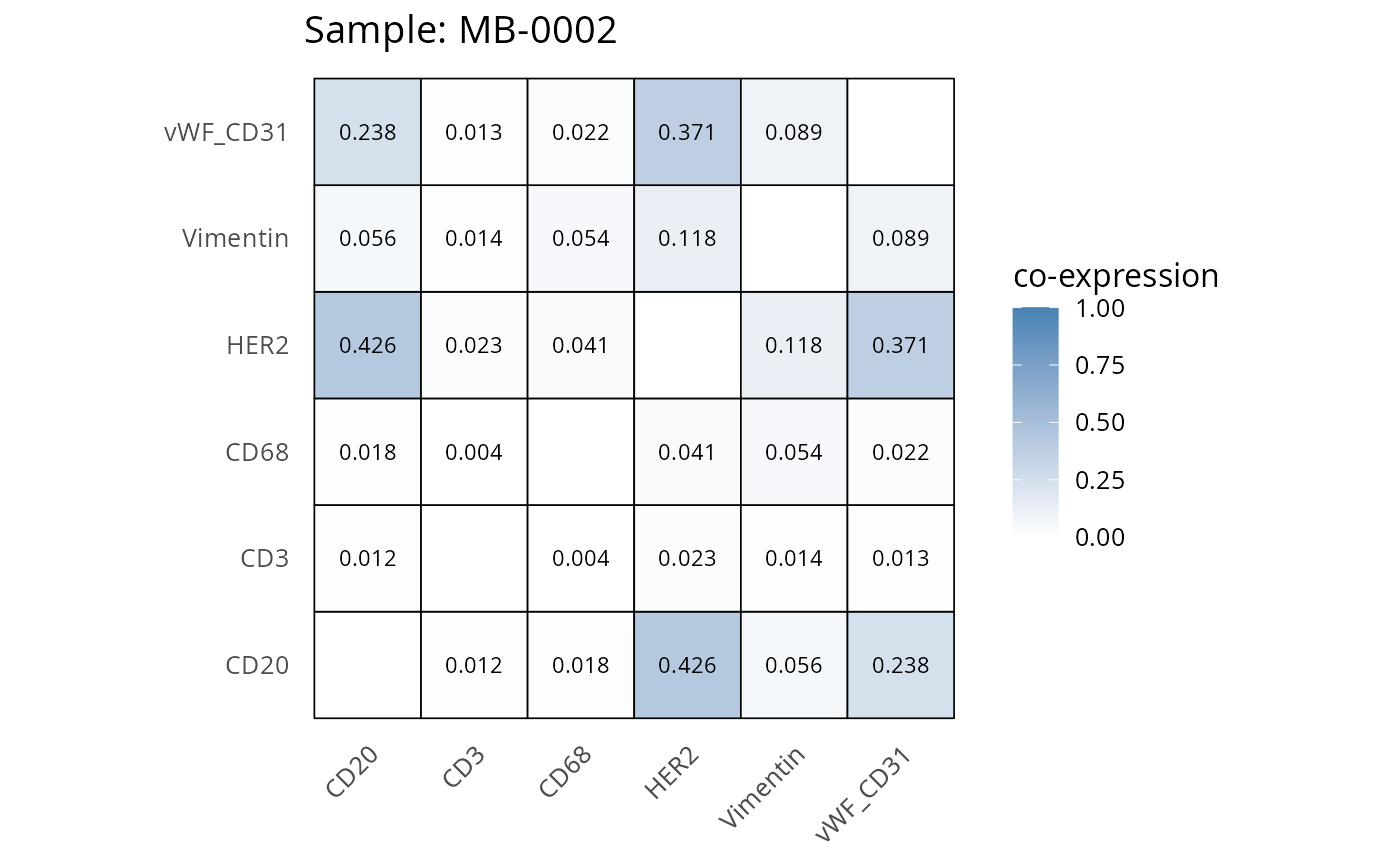 Sample: MB-0002
vWF_CD31 0.238 0.013 0.022 0.371 0.089
Vimentin 0.056 0.014 0.054 0.118 0.089
HER2 0.426 0.023 0.041 0.118 0.371
CD68 0.018 0.004 0.041 0.054 0.022
CD3 0.012 0.004 0.023 0.014 0.013
CD20 0.012 0.018 0.426 0.056 0.238
CD20 CD3 CD68 HER2 Vimentin vWF_CD31
co-expression
1.00
0.75
0.50
0.25
0.00